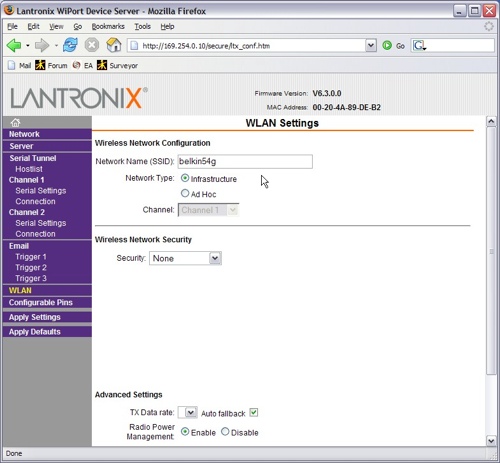 Lantronix WiPort Device Server - Mozilla Firefox
File Edit View Go Bookmarks Tools Help
http://169.254.0.10/secure/ltx_conf.htm Go
Mail Forum EA Surveyor
LANTRONIX®
Firmware Version: V6.3.0.0
MAC Address: 00-20-4A-89-DE-B2
WLAN Settings
Network
Server
Serial Tunnel
Hostlist
Channel 1
Serial Settings
Connection
Channel 2
Serial Settings
Connection
Email
Trigger 1
Trigger 2
Trigger 3
WLAN
Configurable Pins
Apply Settings
Apply Defaults
Wireless Network Configuration
Network Name (SSID): belkin54g
Network Type: Infrastructure
Ad Hoc
Channel: Channel 1
Wireless Network Security
Security: None
Advanced Settings
TX Data rate: Auto fallback
Radio Power
Management: Enable Disable
Done